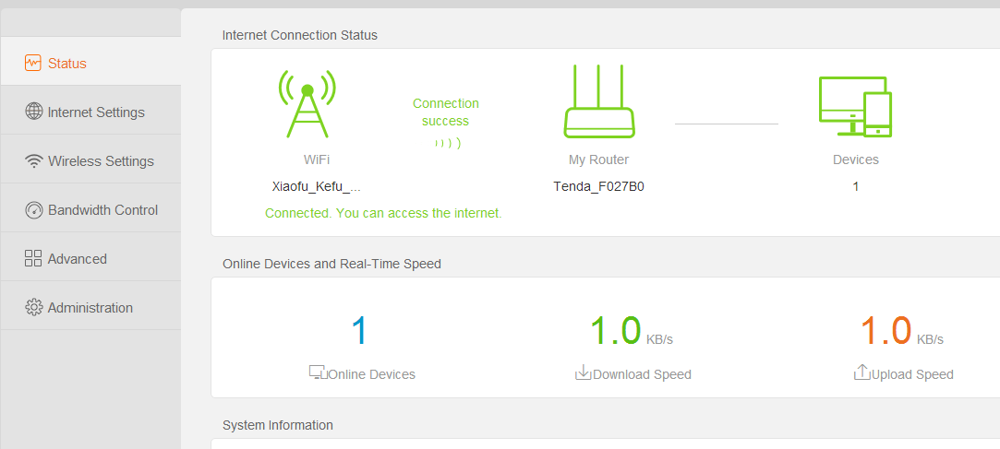 Internet Connection Status
Status
Internet Settings
Wireless Settings
Bandwidth Control
Advanced
Administration
Connection
success
WiFi
My Router
Devices
Xiaofu_Kefu_...
Tenda_F027B0
1
Connected. You can access the internet.
Online Devices and Real-Time Speed
1
1.0 KB/s
1.0 KB/s
Online Devices
Download Speed
Upload Speed
System Information